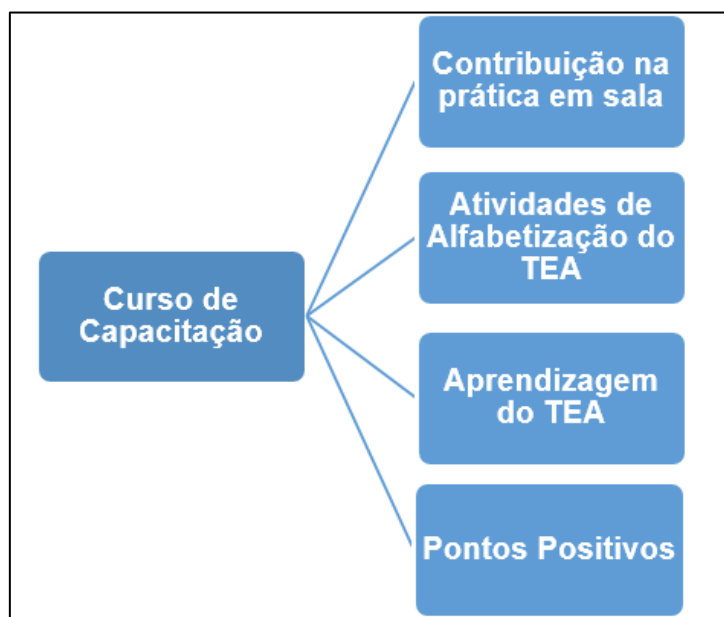 Contribuição na
prática em sala
Atividades de
Alfabetização do
TEA
Curso de
Capacitação
Aprendizagem
do TEA
Pontos Positivos